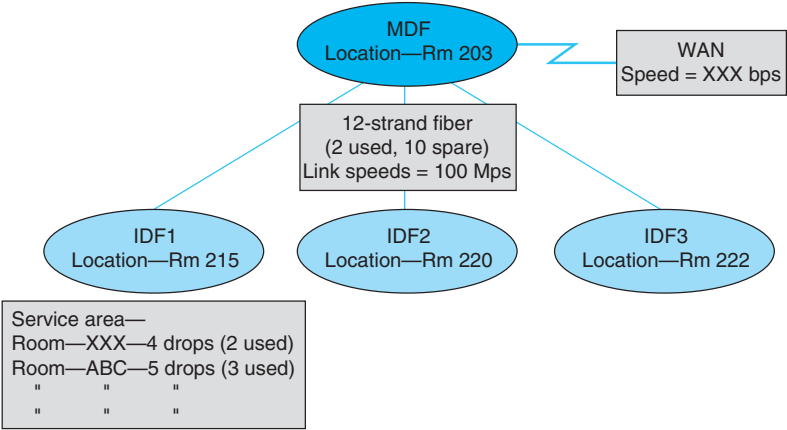 MDF
Location—Rm 203
WAN
Speed = XXX bps
12-strand fiber
(2 used, 10 spare)
Link speeds = 100 Mps
IDF1
Location—Rm 215
IDF2
Location—Rm 220
IDF3
Location—Rm 222
Service area—
Room—XXX—4 drops (2 used)
Room—ABC—5 drops (3 used)
" " "
" " "